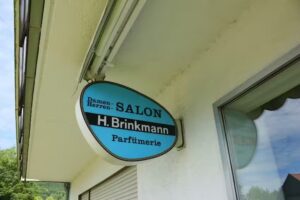 Damen-
Herren- SALON
H.Brinkmann
Parfümerie